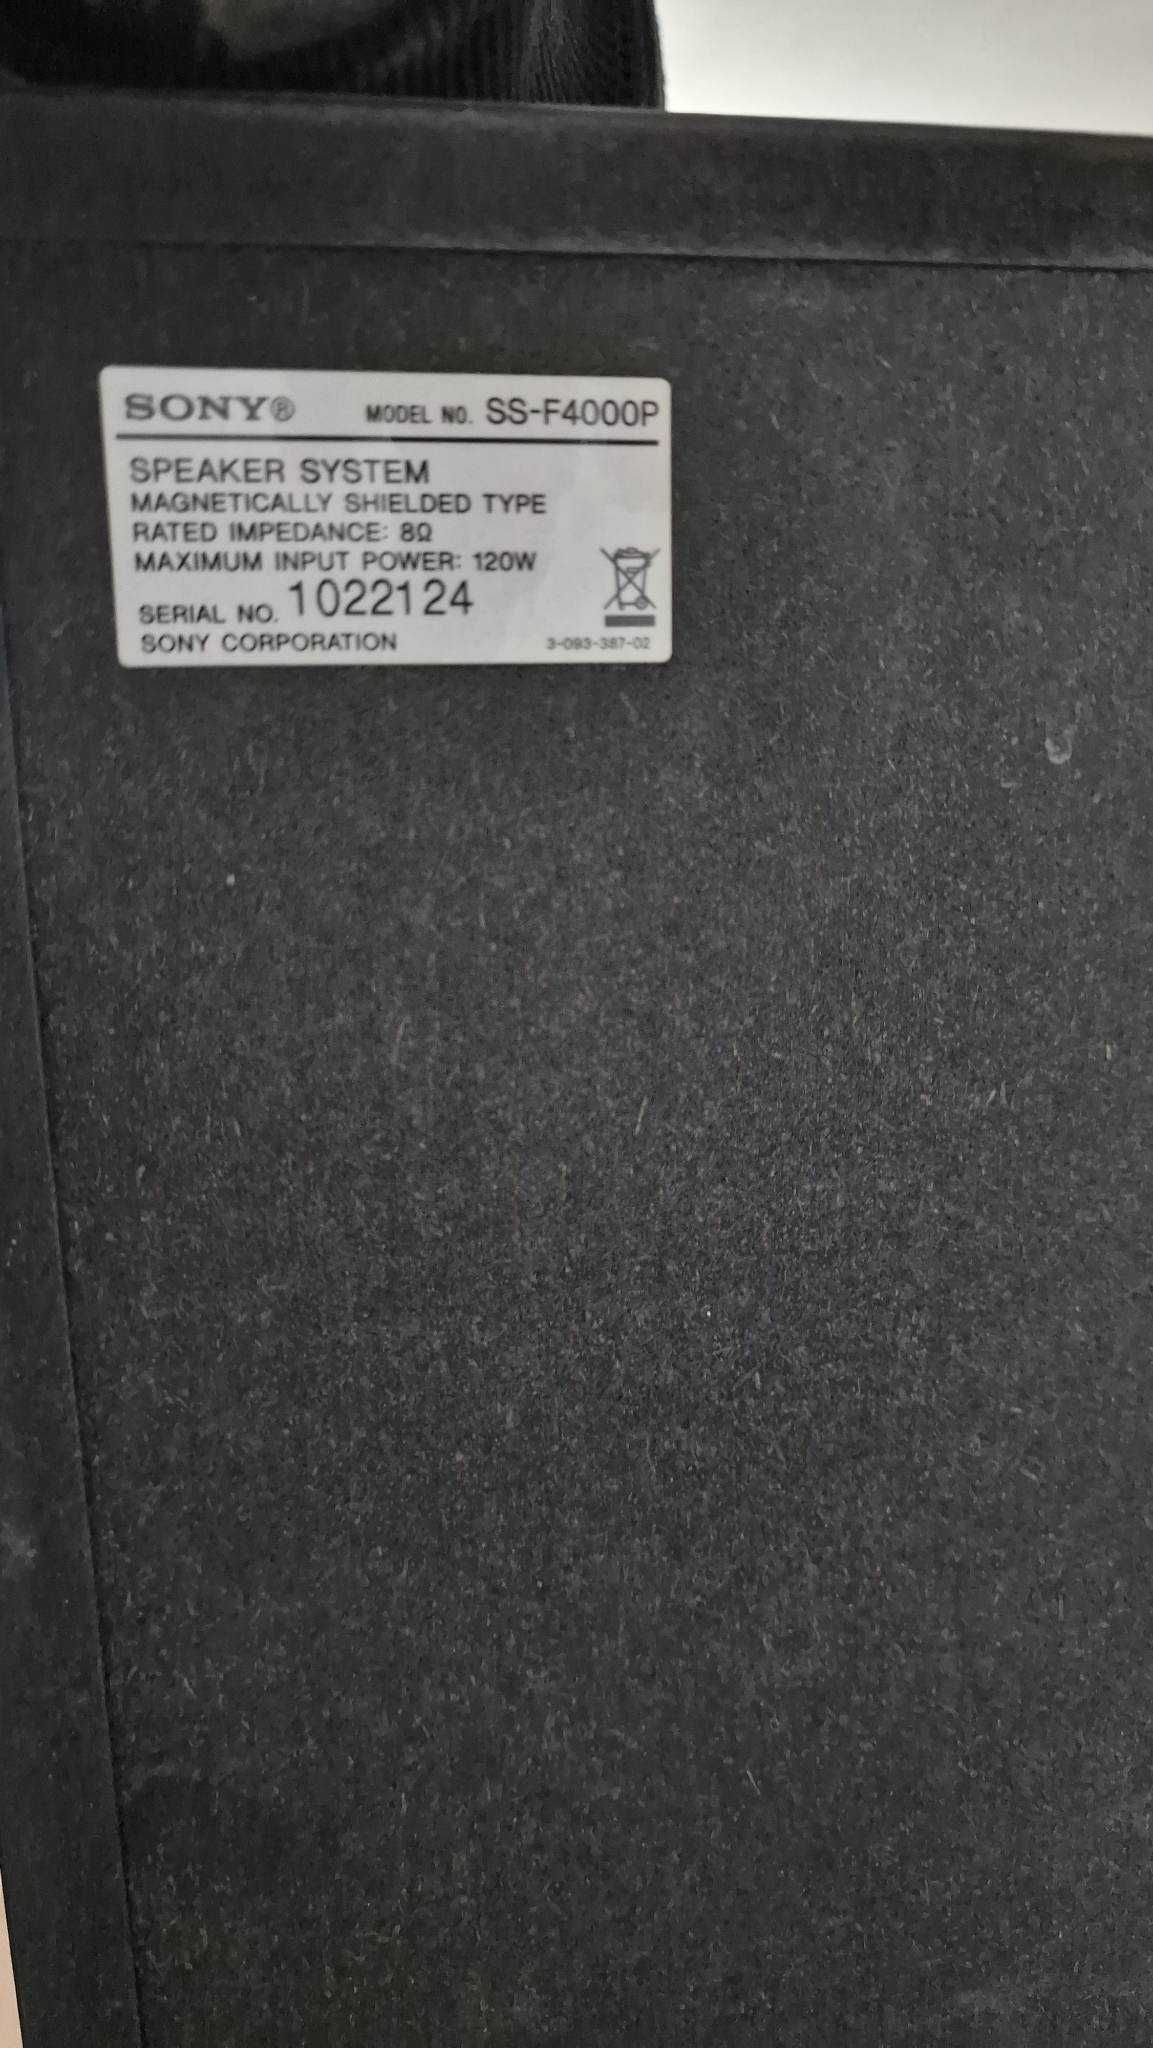 SONY® MODEL NO. SS-F4000P
SPEAKER SYSTEM
MAGNETICALLY SHIELDED TYPE
RATED IMPEDANCE: 8Ω
MAXIMUM INPUT POWER: 120W
SERIAL NO. 1022124
SONY CORPORATION 3-093-387-02